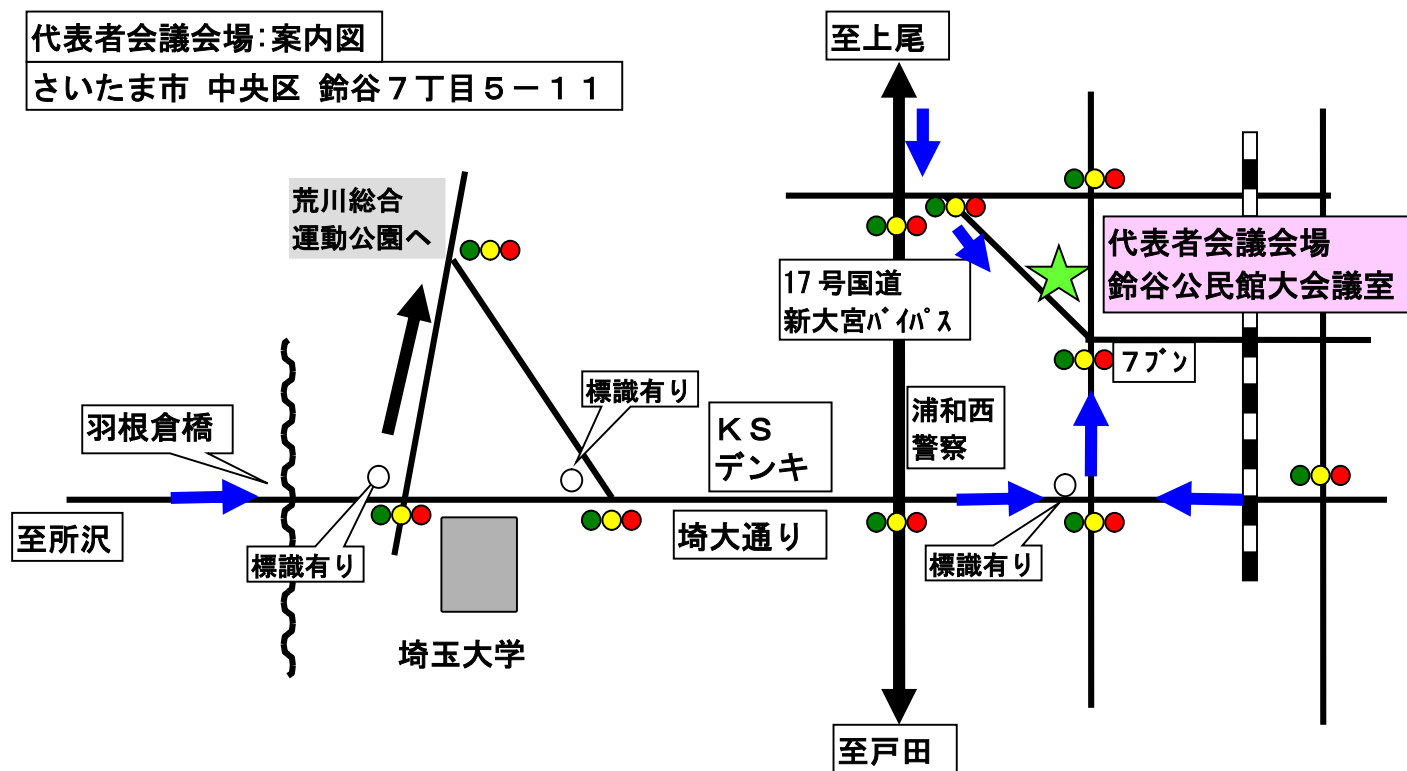 代表者会議会場：案内図
さいたま市 中央区 鈴谷７丁目５－１１
至上尾
荒川総合
運動公園へ
代表者会議会場
鈴谷公民館大会議室
17号国道
新大宮ﾊﾞｲﾊﾟｽ
７ﾌﾞﾝ
標識有り
羽根倉橋
ＫＳ
デンキ
浦和西
警察
至所沢
標識有り
埼大通り
標識有り
埼玉大学
至戸田